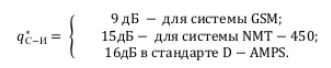 9 дБ − для системы GSM;
q*С−И = { 15дБ− для системы NMT − 450;
16дБ в стандарте D − AMPS.